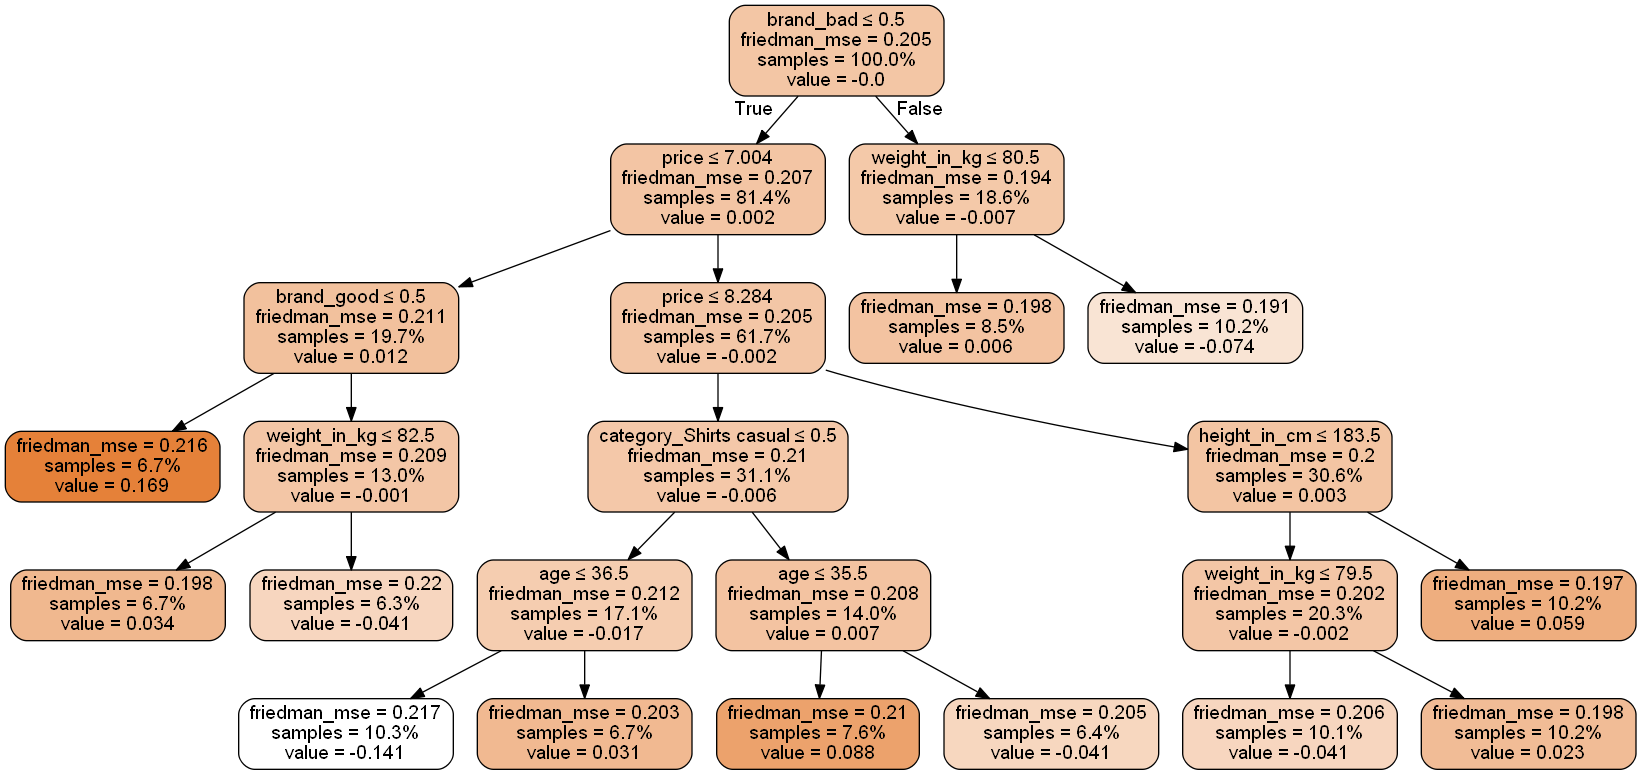 brand_bad ≤ 0.5
friedman_mse = 0.205
samples = 100.0%
value = -0.0
True
False
price ≤ 7.004
friedman_mse = 0.207
samples = 81.4%
value = 0.002
weight_in_kg ≤ 80.5
friedman_mse = 0.194
samples = 18.6%
value = -0.007
brand_good ≤ 0.5
friedman_mse = 0.211
samples = 19.7%
value = 0.012
price ≤ 8.284
friedman_mse = 0.205
samples = 61.7%
value = -0.002
friedman_mse = 0.198
samples = 8.5%
value = 0.006
friedman_mse = 0.191
samples = 10.2%
value = -0.074
friedman_mse = 0.216
samples = 6.7%
value = 0.169
weight_in_kg ≤ 82.5
friedman_mse = 0.209
samples = 13.0%
value = -0.001
category_Shirts casual ≤ 0.5
friedman_mse = 0.21
samples = 31.1%
value = -0.006
height_in_cm ≤ 183.5
friedman_mse = 0.2
samples = 30.6%
value = 0.003
friedman_mse = 0.198
samples = 6.7%
value = 0.034
friedman_mse = 0.22
samples = 6.3%
value = -0.041
age ≤ 36.5
friedman_mse = 0.212
samples = 17.1%
value = -0.017
age ≤ 35.5
friedman_mse = 0.208
samples = 14.0%
value = 0.007
weight_in_kg ≤ 79.5
friedman_mse = 0.202
samples = 20.3%
value = -0.002
friedman_mse = 0.197
samples = 10.2%
value = 0.059
friedman_mse = 0.217
samples = 10.3%
value = -0.141
friedman_mse = 0.203
samples = 6.7%
value = 0.031
friedman_mse = 0.21
samples = 7.6%
value = 0.088
friedman_mse = 0.205
samples = 6.4%
value = -0.041
friedman_mse = 0.206
samples = 10.1%
value = -0.041
friedman_mse = 0.198
samples = 10.2%
value = 0.023